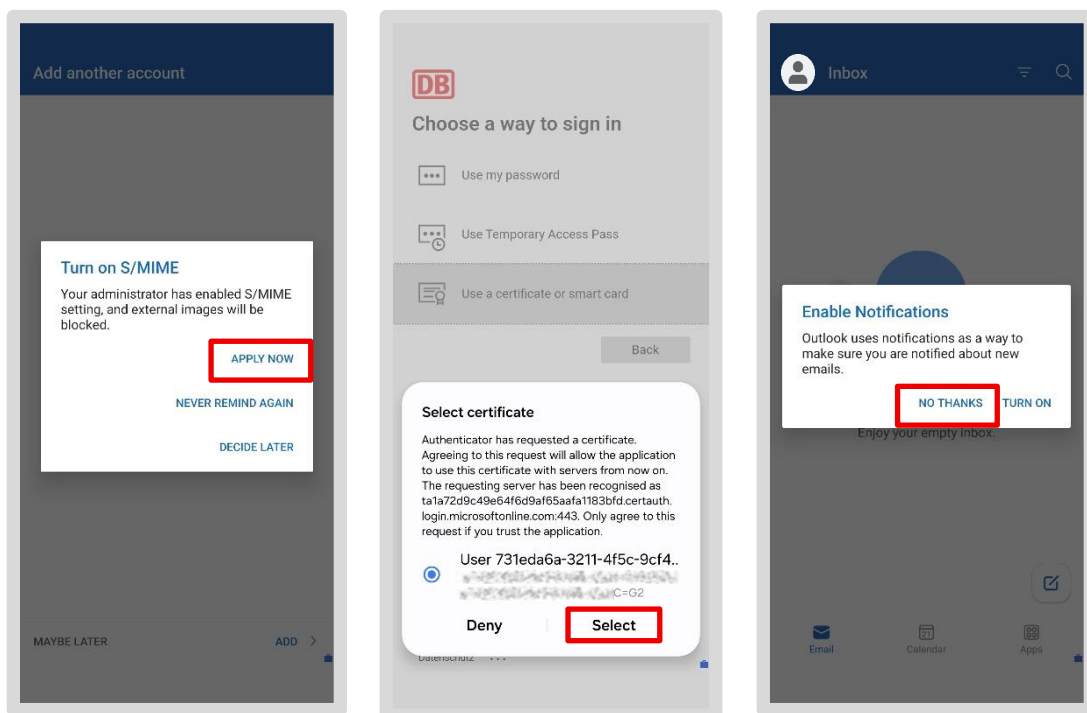 Add another account
Turn on S/MIME
Your administrator has enabled S/MIME
setting, and external images will be
blocked.
APPLY NOW
NEVER REMIND AGAIN
DECIDE LATER
MAYBE LATER
ADD >
DB
Choose a way to sign in
Use my password
Use Temporary Access Pass
Use a certificate or smart card
Back
Select certificate
Authenticator has requested a certificate.
Agreeing to this request will allow the application
to use this certificate with servers from now on.
The requesting server has been recognised as
ta1a72d9c49e64f6d9af65aafa1183bfd.certauth.
login.microsoftonline.com:443. Only agree to this
request if you trust the application.
User 731eda6a-3211-4f5c-9cf4..
C=G2
Deny
Select
Datenschutz ...
Inbox
Enable Notifications
Outlook uses notifications as a way to
make sure you are notified about new
emails.
NO THANKS
TURN ON
Enjoy your empty inbox.
Email
21
Calendar
Apps